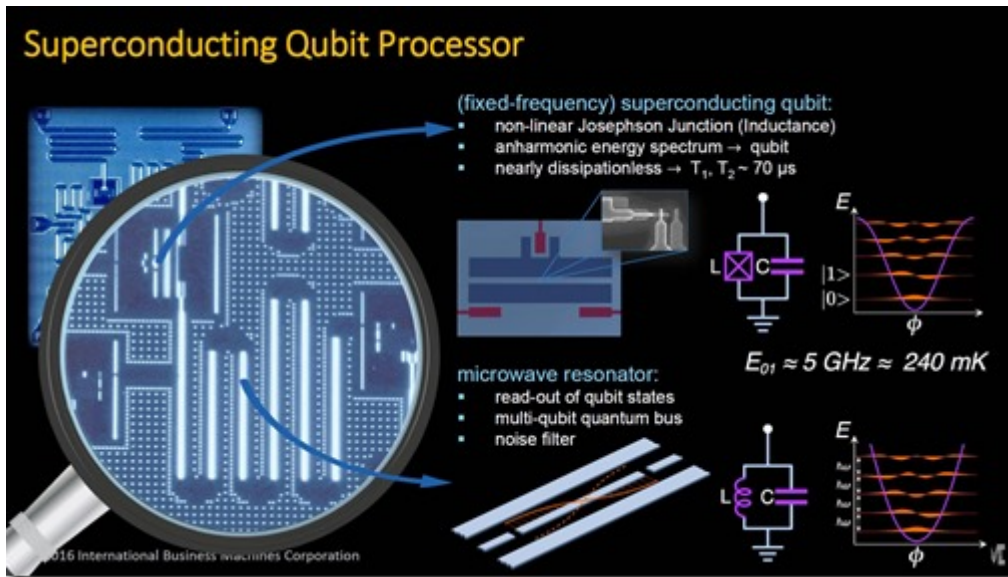 Superconducting Qubit Processor
(fixed-frequency) superconducting qubit:
▪ non-linear Josephson Junction (Inductance)
▪ anharmonic energy spectrum → qubit
▪ nearly dissipationless → T₁, T₂ ~ 70 µs
E
L
C
|1>
|0>
ϕ
E₀₁ ≈ 5 GHz ≈ 240 mK
microwave resonator:
▪ read-out of qubit states
▪ multi-qubit quantum bus
▪ noise filter
E
L
C
ϕ
2016 International Business Machines Corporation